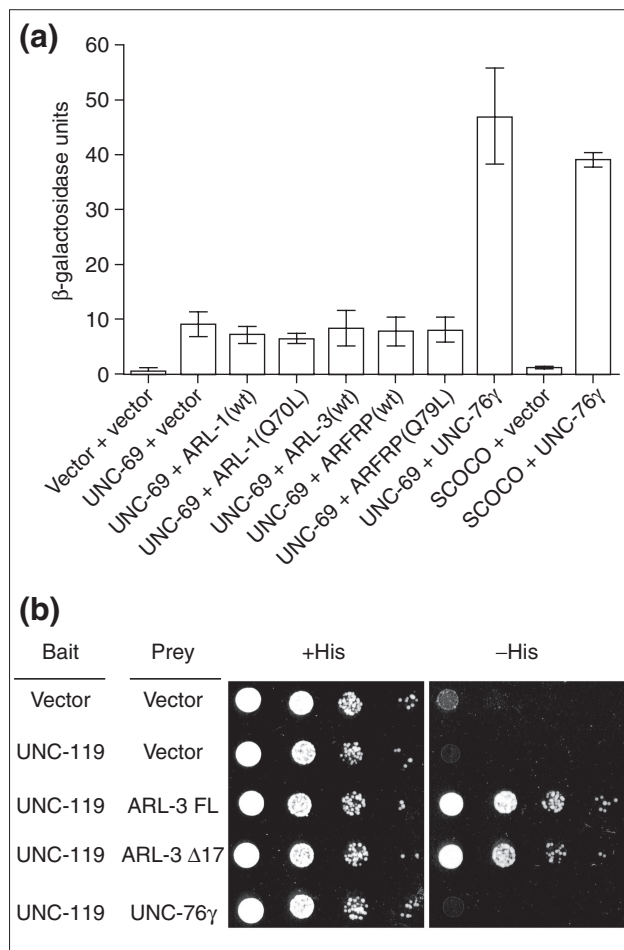 (a)
β-galactosidase units
60
50
40
30
20
10
0
Vector + vector
UNC-69 + vector
UNC-69 + ARL-1(wt)
UNC-69 + ARL-1(Q70L)
UNC-69 + ARL-3(wt)
UNC-69 + ARFRP(wt)
UNC-69 + ARFRP(Q79L)
UNC-69 + UNC-76γ
SCOCO + vector
SCOCO + UNC-76γ
(b)
Bait Prey +His –His
Vector Vector
UNC-119 Vector
UNC-119 ARL-3 FL
UNC-119 ARL-3 Δ17
UNC-119 UNC-76γ